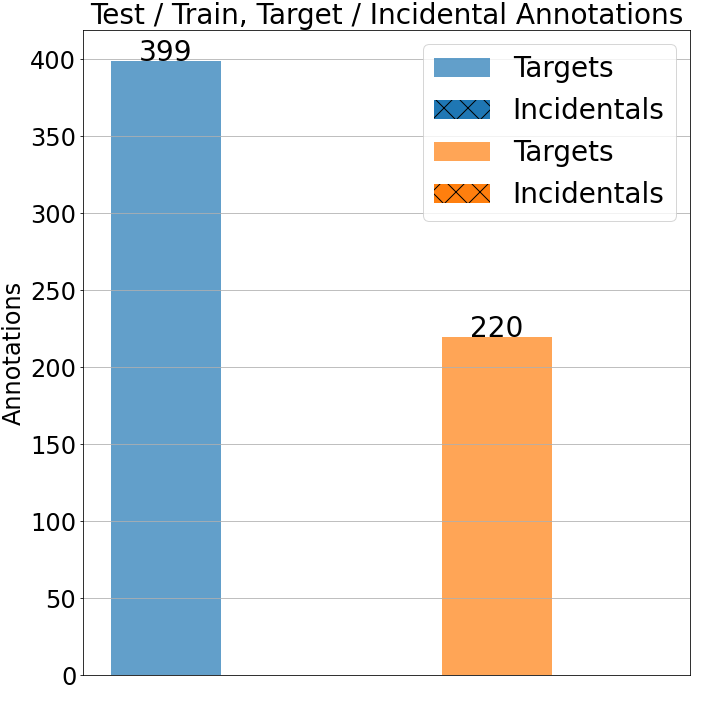 Test / Train, Target / Incidental Annotations
399
400
350
300
250
200
150
100
50
0
Annotations
220
Targets
Incidentals
Targets
Incidentals